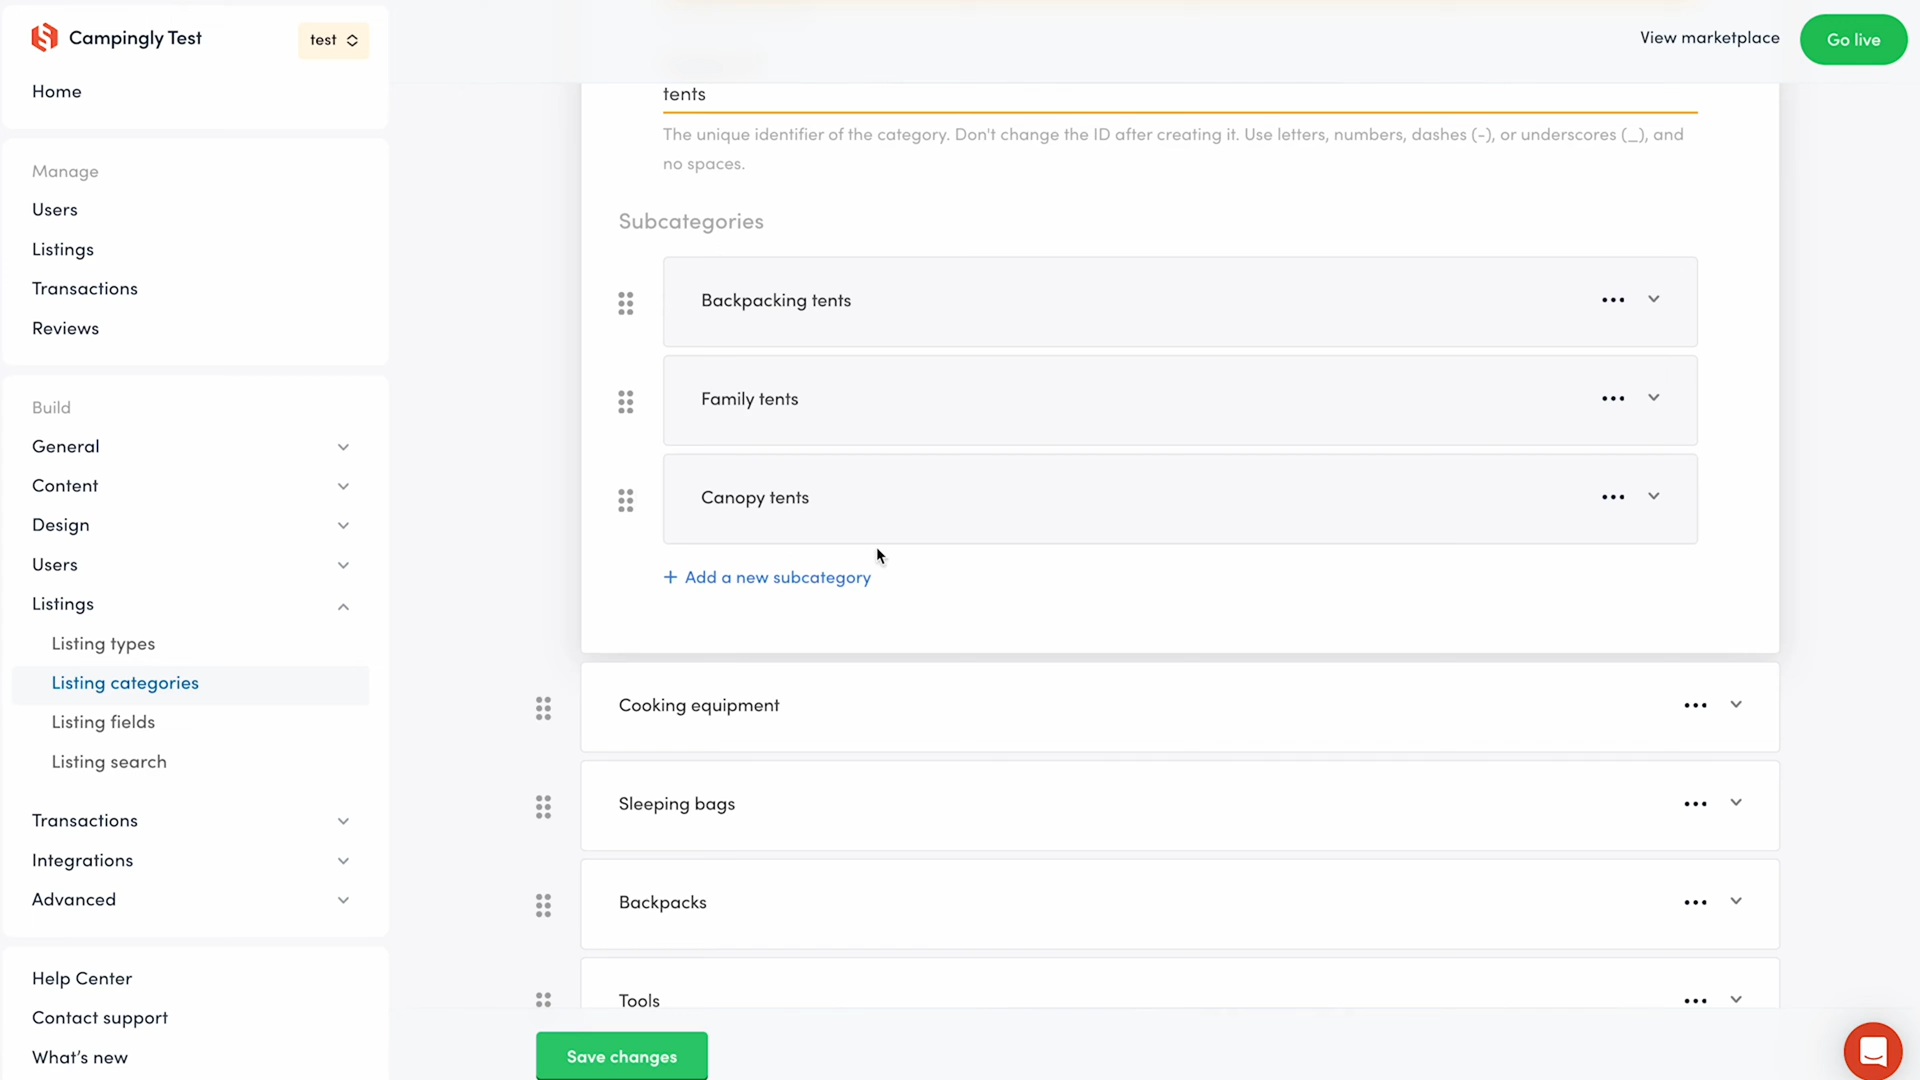 Campingly Test
test
View marketplace
Go live
Home
Manage
Users
Listings
Transactions
Reviews
Build
General
Content
Design
Users
Listings
Listing types
Listing categories
Listing fields
Listing search
Transactions
Integrations
Advanced
Help Center
Contact support
What's new
tents
The unique identifier of the category. Don't change the ID after creating it. Use letters, numbers, dashes (-), or underscores (_), and
no spaces.
Subcategories
Backpacking tents
Family tents
Canopy tents
+ Add a new subcategory
Cooking equipment
Sleeping bags
Backpacks
Tools
Save changes